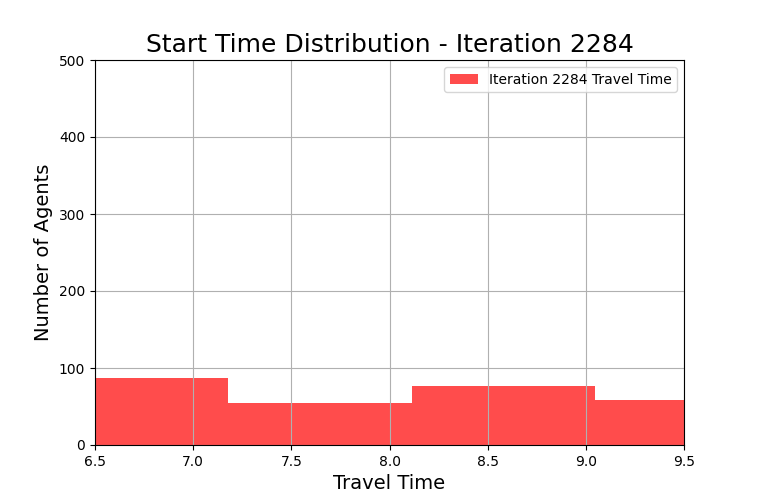 Start Time Distribution - Iteration 2284
Iteration 2284 Travel Time
Number of Agents
500
400
300
200
100
0
6.5 7.0 7.5 8.0 8.5 9.0 9.5
Travel Time